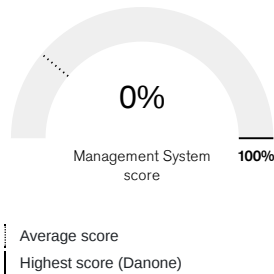 0%
Management System
score
100%
Average score
Highest score (Danone)